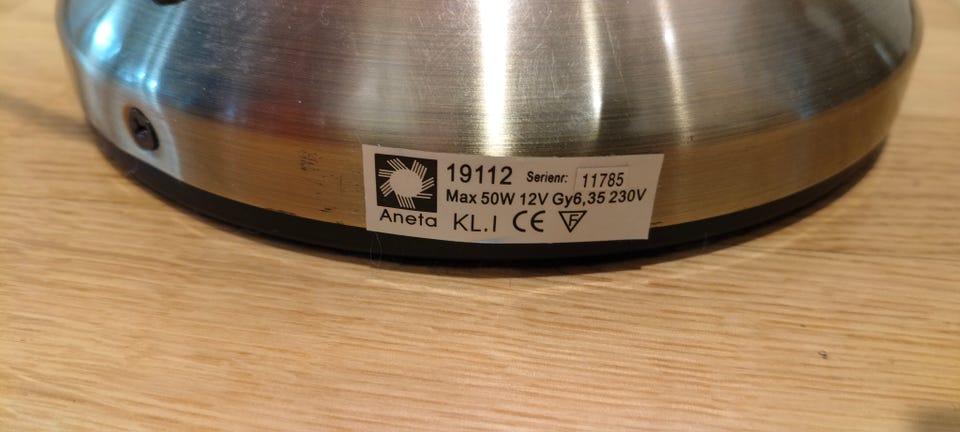 19112 Serienr: 11785
Max 50W 12V Gy6,35 230V
Aneta KL.I CE F